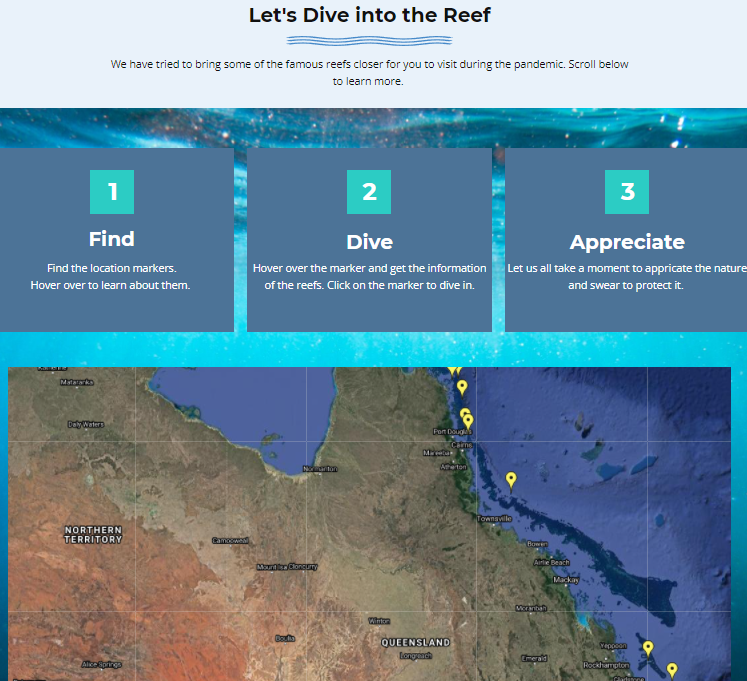 Let's Dive into the Reef
We have tried to bring some of the famous reefs closer for you to visit during the pandemic. Scroll below
to learn more.
1
Find
Find the location markers.
Hover over to learn about them.
2
Dive
Hover over the marker and get the information
of the reefs. Click on the marker to dive in.
3
Appreciate
Let us all take a moment to appricate the nature
and swear to protect it.
Mataranka
Daly Waters
Port Douglas
Cairns
Mareeba
Atherton
Normanton
Townsville
NORTHERN
TERRITORY
Camooweal
Bowen
Airlie Beach
Mount Isa
Cloncurry
Mackay
Moranbah
Winton
Boulia
QUEENSLAND
Longreach
Yeppoon
Emerald
Rockhampton
Alice Springs
Gladstone